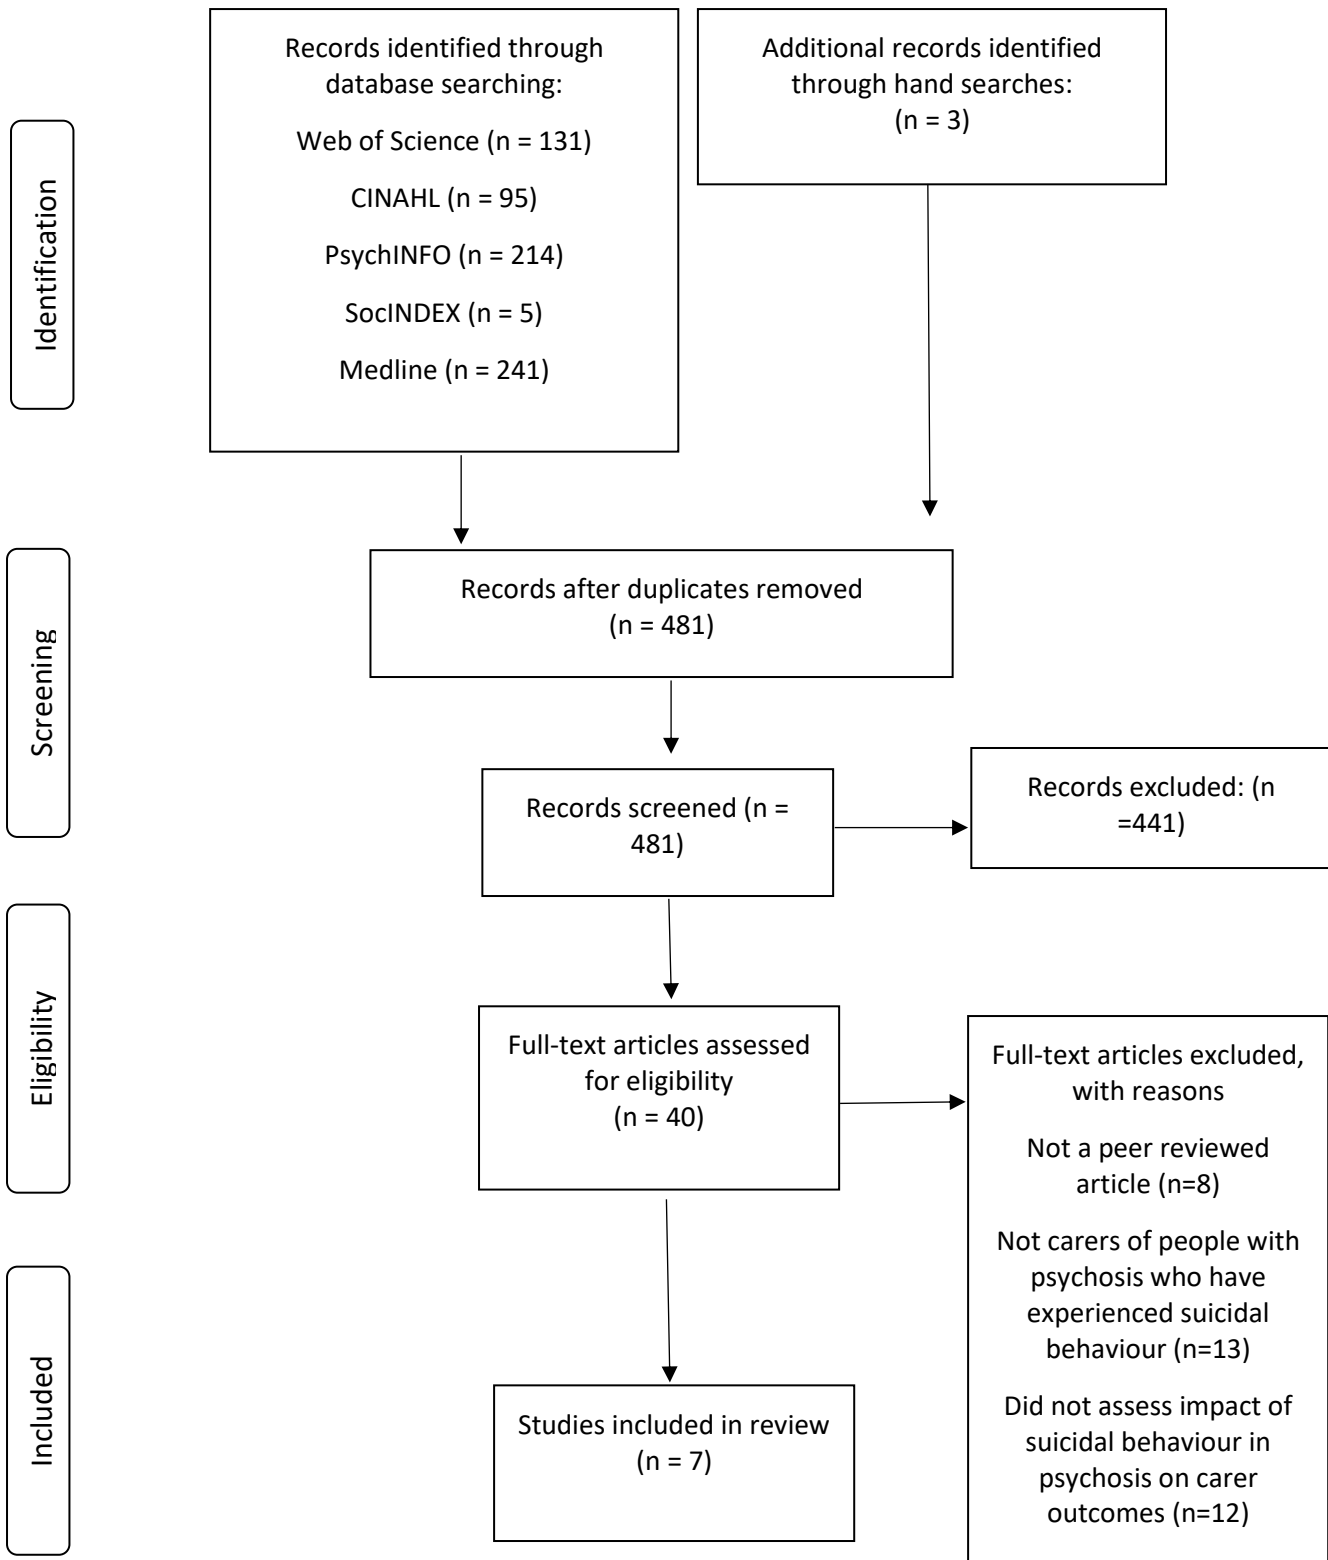 Identification
Records identified through
database searching:
Web of Science (n = 131)
CINAHL (n = 95)
PsychINFO (n = 214)
SocINDEX (n = 5)
Medline (n = 241)
Additional records identified
through hand searches:
(n = 3)
Screening
Records after duplicates removed
(n = 481)
Records screened (n =
481)
Records excluded: (n
=441)
Eligibility
Full-text articles assessed
for eligibility
(n = 40)
Full-text articles excluded,
with reasons
Not a peer reviewed
article (n=8)
Not carers of people with
psychosis who have
experienced suicidal
behaviour (n=13)
Did not assess impact of
suicidal behaviour in
psychosis on carer
outcomes (n=12)
Included
Studies included in review
(n = 7)